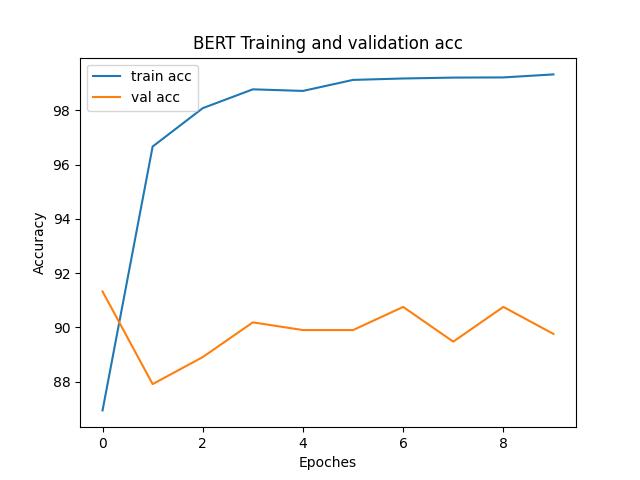 BERT Training and validation acc
train acc
val acc
98
96
94
92
90
88
Accuracy
0 2 4 6 8
Epoches